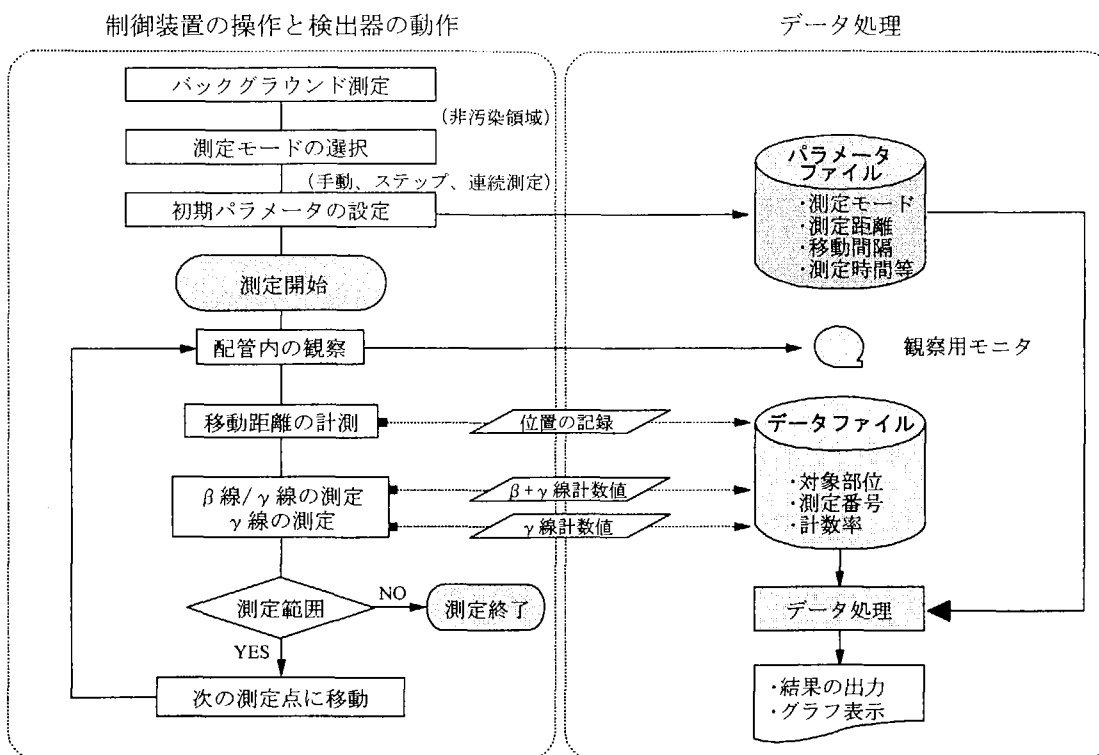 制御装置の操作と検出器の動作
データ処理
バックグラウンド測定
(非汚染領域)
測定モードの選択
(手動、ステップ、連続測定)
初期パラメータの設定
測定開始
配管内の観察
移動距離の計測
β線/γ線の測定
γ線の測定
測定範囲
NO
測定終了
YES
次の測定点に移動
位置の記録
β+γ線計数値
γ線計数値
パラメータ
ファイル
・測定モード
・測定距離
・移動間隔
・測定時間等
観察用モニタ
データファイル
・対象部位
・測定番号
・計数率
データ処理
・結果の出力
・グラフ表示